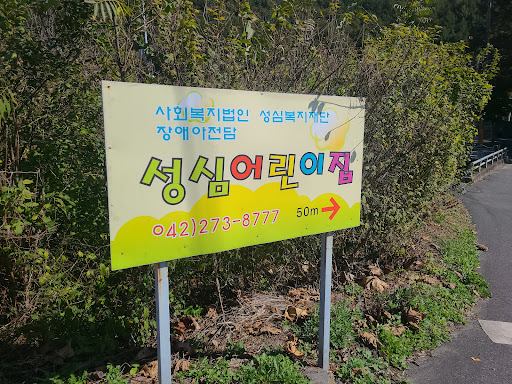 사회복지법인 성심복지재단
장애아전담
성심어린이집
042)273-8777
50m→